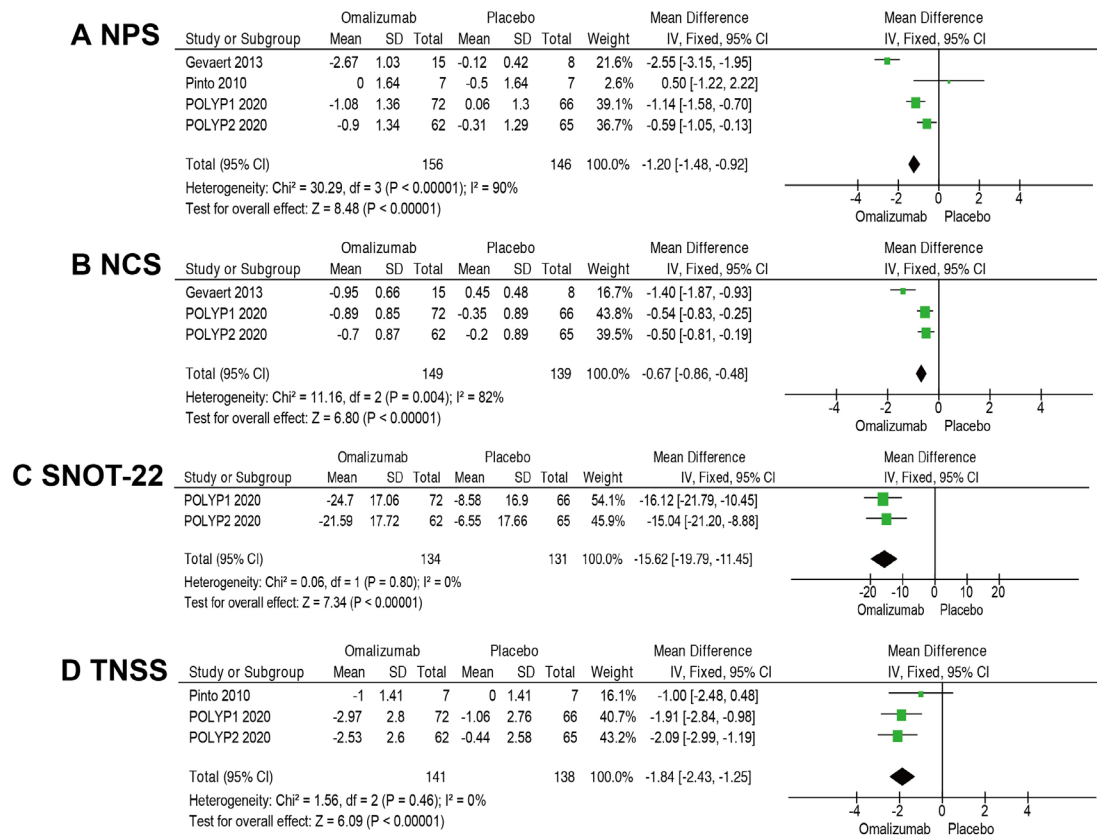 A NPS
Omalizumab Placebo Mean Difference Mean Difference
Study or Subgroup Mean SD Total Mean SD Total Weight IV, Fixed, 95% CI IV, Fixed, 95% CI
Gevaert 2013 -2.67 1.03 15 -0.12 0.42 8 21.6% -2.55 [-3.15, -1.95]
Pinto 2010 0 1.64 7 -0.5 1.64 7 2.6% 0.50 [-1.22, 2.22]
POLYP1 2020 -1.08 1.36 72 0.06 1.3 66 39.1% -1.14 [-1.58, -0.70]
POLYP2 2020 -0.9 1.34 62 -0.31 1.29 65 36.7% -0.59 [-1.05, -0.13]
Total (95% CI) 156 146 100.0% -1.20 [-1.48, -0.92]
Heterogeneity: Chi² = 30.29, df = 3 (P < 0.00001); I² = 90%
Test for overall effect: Z = 8.48 (P < 0.00001)
-4 -2 0 2 4
Omalizumab Placebo
B NCS
Omalizumab Placebo Mean Difference Mean Difference
Study or Subgroup Mean SD Total Mean SD Total Weight IV, Fixed, 95% CI IV, Fixed, 95% CI
Gevaert 2013 -0.95 0.66 15 0.45 0.48 8 16.7% -1.40 [-1.87, -0.93]
POLYP1 2020 -0.89 0.85 72 -0.35 0.89 66 43.8% -0.54 [-0.83, -0.25]
POLYP2 2020 -0.7 0.87 62 -0.2 0.89 65 39.5% -0.50 [-0.81, -0.19]
Total (95% CI) 149 139 100.0% -0.67 [-0.86, -0.48]
Heterogeneity: Chi² = 11.16, df = 2 (P = 0.004); I² = 82%
Test for overall effect: Z = 6.80 (P < 0.00001)
-4 -2 0 2 4
Omalizumab Placebo
C SNOT-22
Omalizumab Placebo Mean Difference Mean Difference
Study or Subgroup Mean SD Total Mean SD Total Weight IV, Fixed, 95% CI IV, Fixed, 95% CI
POLYP1 2020 -24.7 17.06 72 -8.58 16.9 66 54.1% -16.12 [-21.79, -10.45]
POLYP2 2020 -21.59 17.72 62 -6.55 17.66 65 45.9% -15.04 [-21.20, -8.88]
Total (95% CI) 134 131 100.0% -15.62 [-19.79, -11.45]
Heterogeneity: Chi² = 0.06, df = 1 (P = 0.80); I² = 0%
Test for overall effect: Z = 7.34 (P < 0.00001)
-20 -10 0 10 20
Omalizumab Placebo
D TNSS
Omalizumab Placebo Mean Difference Mean Difference
Study or Subgroup Mean SD Total Mean SD Total Weight IV, Fixed, 95% CI IV, Fixed, 95% CI
Pinto 2010 -1 1.41 7 0 1.41 7 16.1% -1.00 [-2.48, 0.48]
POLYP1 2020 -2.97 2.8 72 -1.06 2.76 66 40.7% -1.91 [-2.84, -0.98]
POLYP2 2020 -2.53 2.6 62 -0.44 2.58 65 43.2% -2.09 [-2.99, -1.19]
Total (95% CI) 141 138 100.0% -1.84 [-2.43, -1.25]
Heterogeneity: Chi² = 1.56, df = 2 (P = 0.46); I² = 0%
Test for overall effect: Z = 6.09 (P < 0.00001)
-4 -2 0 2 4
Omalizumab Placebo